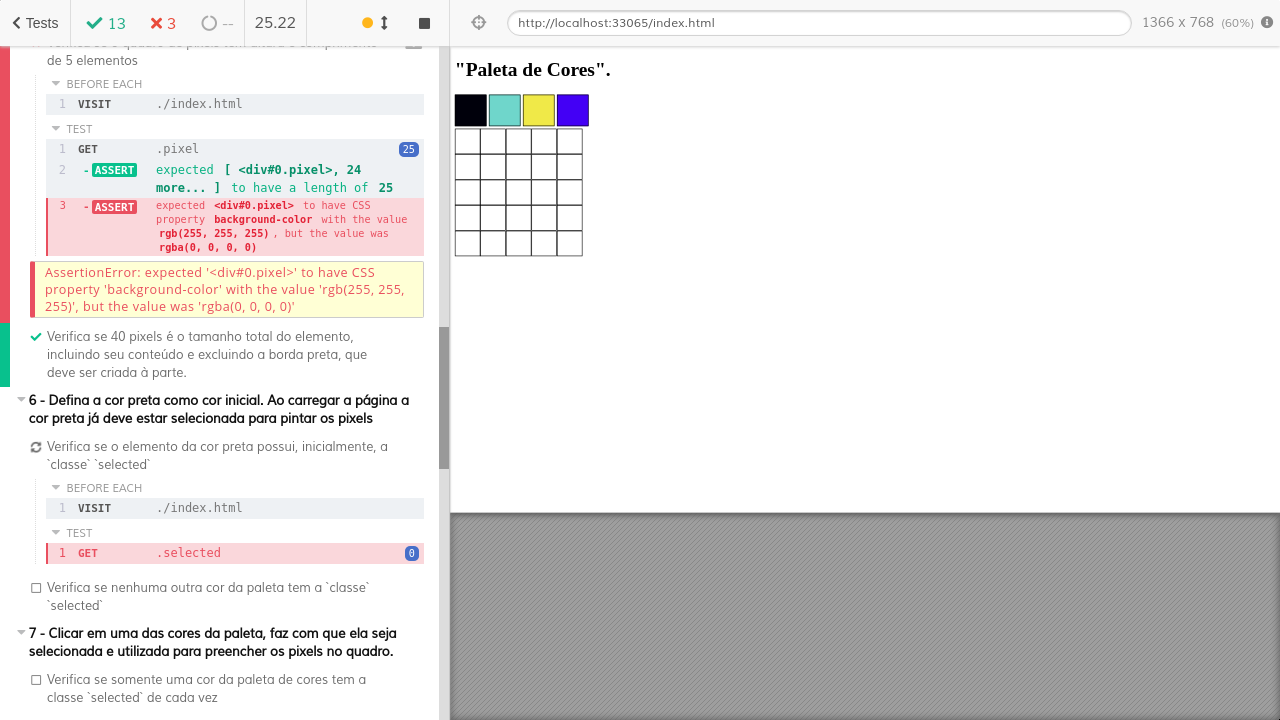 Tests 13 3 -- 25.22
http://localhost:33065/index.html 1366 x 768 (60%)
de 5 elementos
BEFORE EACH
1 VISIT ./index.html
TEST
1 GET .pixel 25
2 -ASSERT expected [ <div#0.pixel>, 24
more... ] to have a length of 25
3 -ASSERT expected <div#0.pixel> to have CSS
property background-color with the value
rgb(255, 255, 255), but the value was
rgba(0, 0, 0, 0)
AssertionError: expected '<div#0.pixel>' to have CSS
property 'background-color' with the value 'rgb(255, 255,
255)', but the value was 'rgba(0, 0, 0, 0)'
Verifica se 40 pixels é o tamanho total do elemento,
incluindo seu conteúdo e excluindo a borda preta, que
deve ser criada à parte.
6 - Defina a cor preta como cor inicial. Ao carregar a página a
cor preta já deve estar selecionada para pintar os pixels
Verifica se o elemento da cor preta possui, inicialmente, a
`classe` `selected`
BEFORE EACH
1 VISIT ./index.html
TEST
1 GET .selected 0
Verifica se nenhuma outra cor da paleta tem a `classe`
`selected`
7 - Clicar em uma das cores da paleta, faz com que ela seja
selecionada e utilizada para preencher os pixels no quadro.
Verifica se somente uma cor da paleta de cores tem a
classe `selected` de cada vez
"Paleta de Cores".